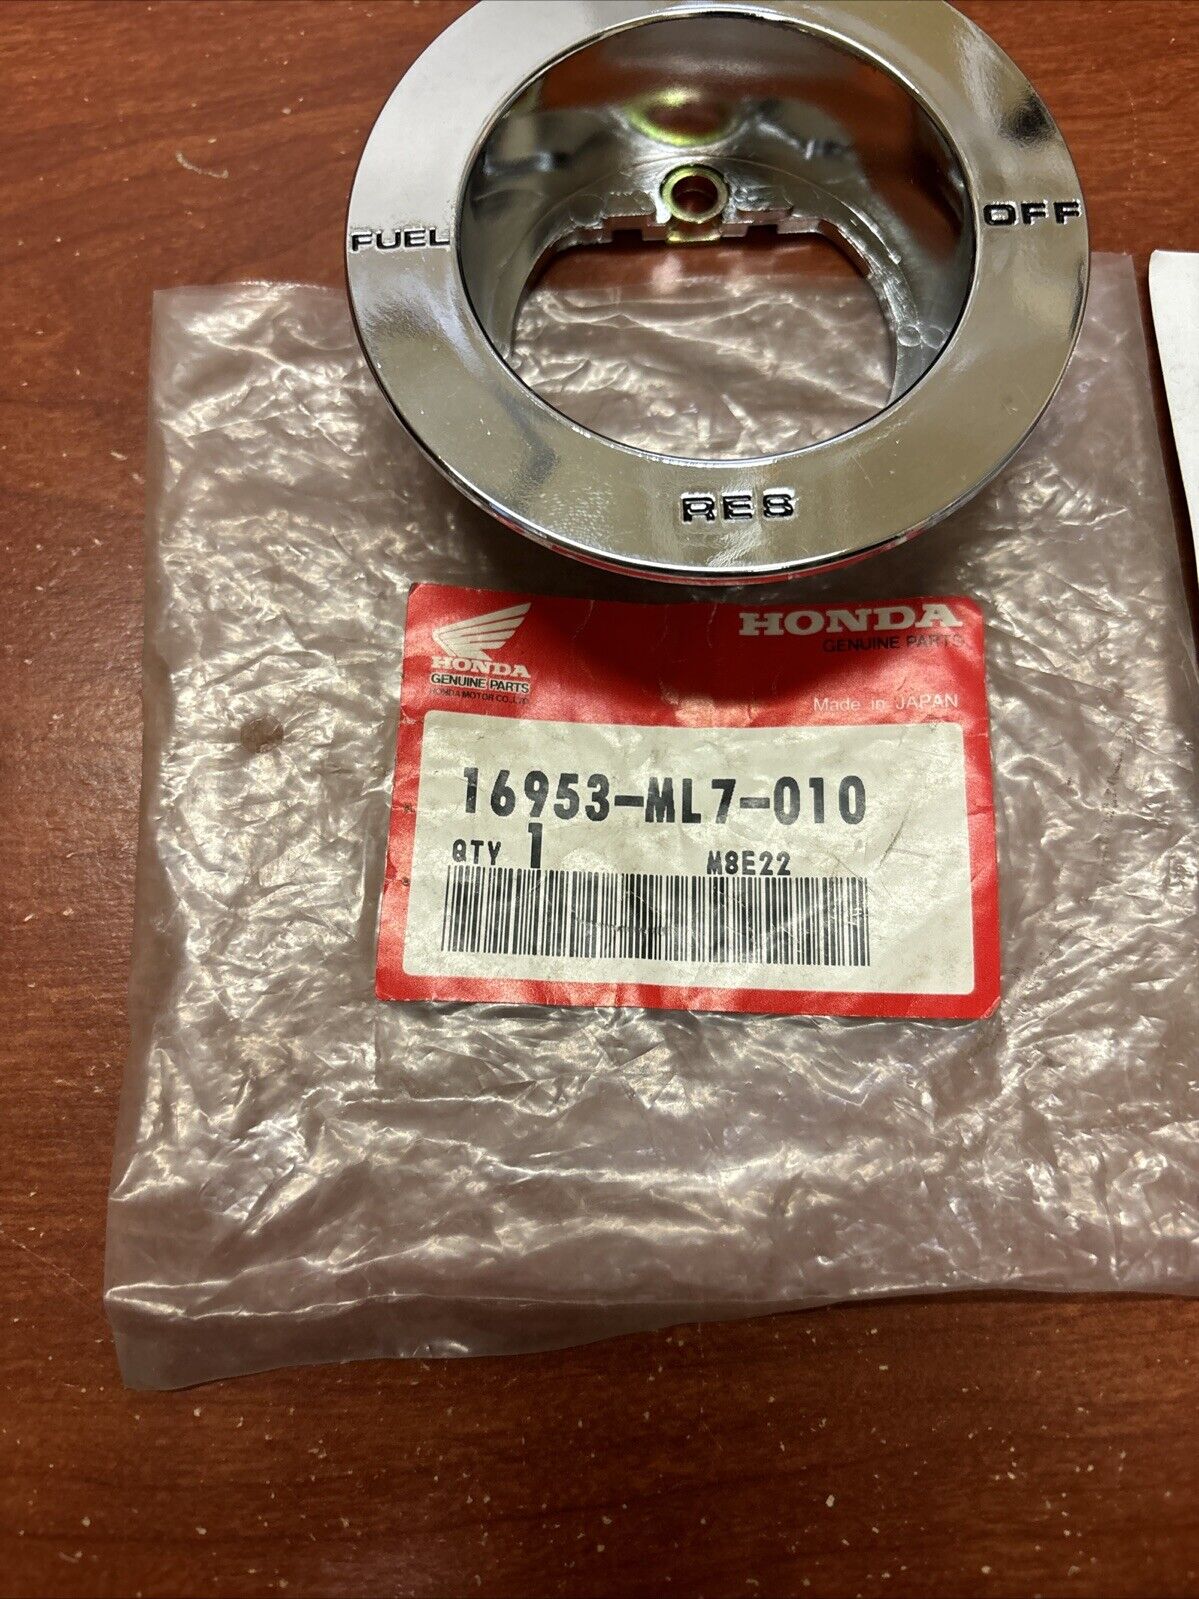 FUEL
OFF
RES
HONDA
GENUINE PARTS
HONDA MOTOR CO., LTD.
HONDA
GENUINE PARTS
Made in JAPAN
16953-ML7-010
QTY 1 M8E22